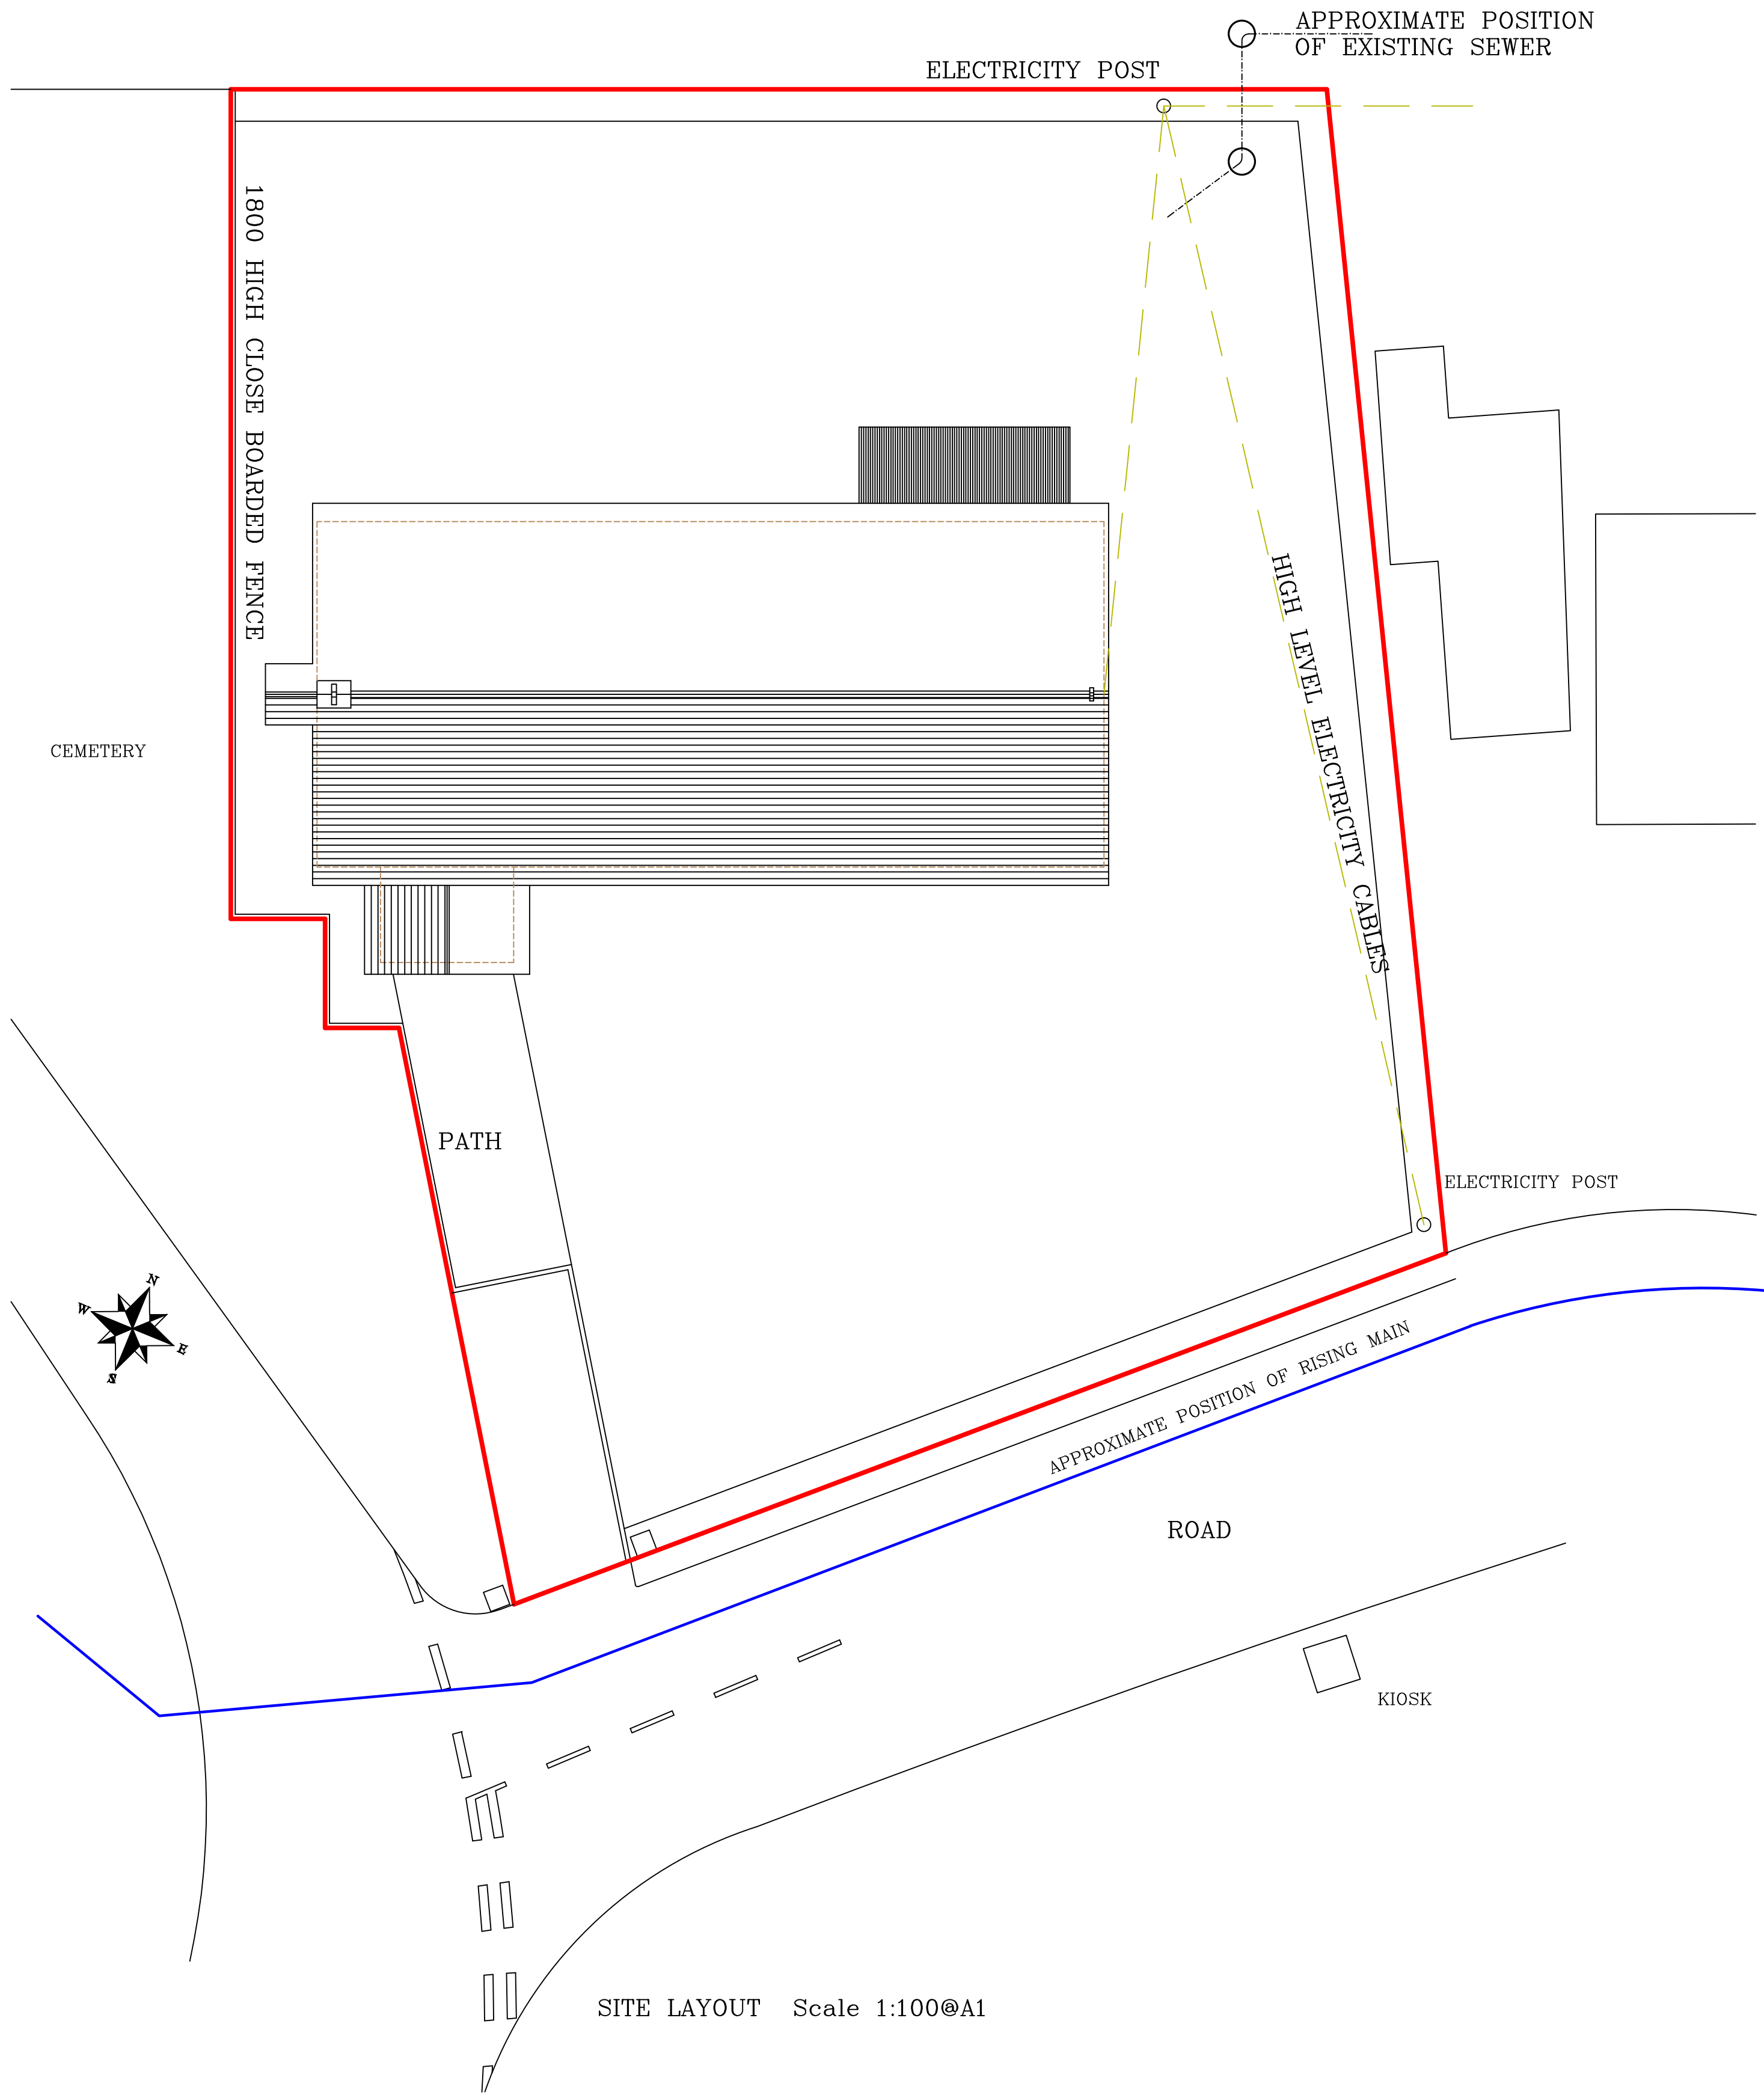 APPROXIMATE POSITION
OF EXISTING SEWER
ELECTRICITY POST
1800 HIGH CLOSE BOARDED FENCE
HIGH LEVEL ELECTRICITY CABLES
CEMETERY
PATH
ELECTRICITY POST
N
W
E
S
APPROXIMATE POSITION OF RISING MAIN
ROAD
KIOSK
SITE LAYOUT Scale 1:100@A1